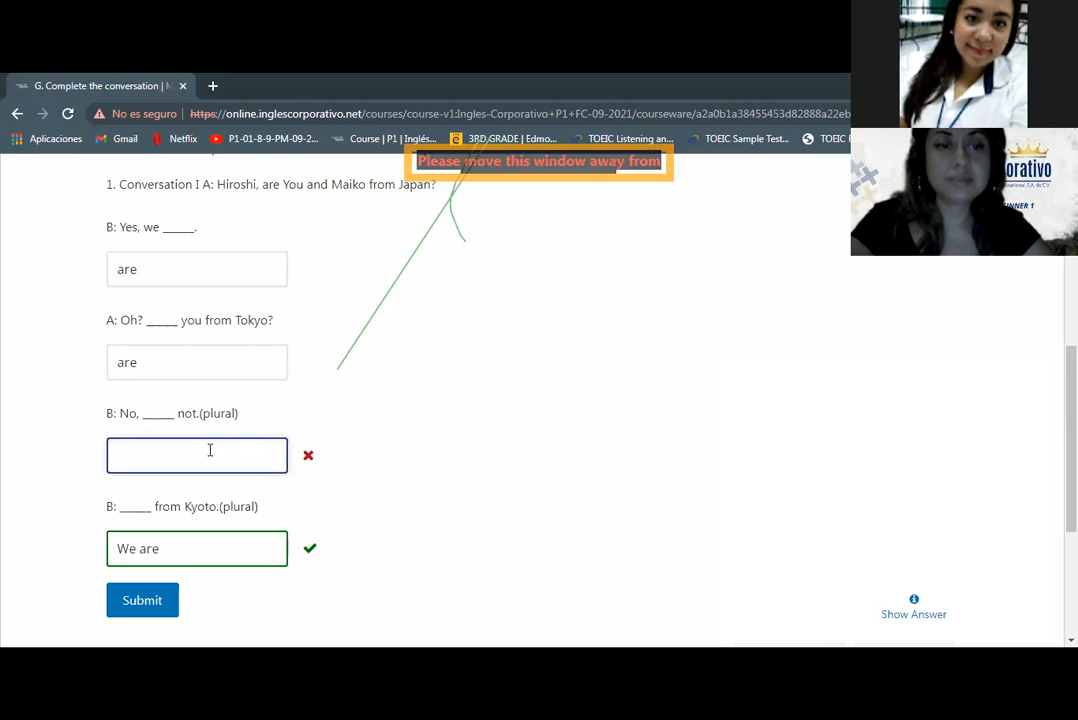 G. Complete the conversation | M
No es seguro | https://online.inglescorporativo.net/courses/course-v1:Ingles-Corporativo+P1+FC-09-2021/courseware/a2a0b1a38455453d82888a22eb
Aplicaciones Gmail Netflix P1-01-8-9-PM-09-2... Course | P1 | Inglés... 3RD GRADE | Edmo... TOEIC Listening an... TOEIC Sample Test... TOEIC P
Please move this window away from
orativo
BEGINNER 1
1. Conversation I A: Hiroshi, are You and Maiko from Japan?
B: Yes, we _____.
are
A: Oh? _____ you from Tokyo?
are
B: No, _____ not.(plural)
B: _____ from Kyoto.(plural)
We are
Submit
Show Answer